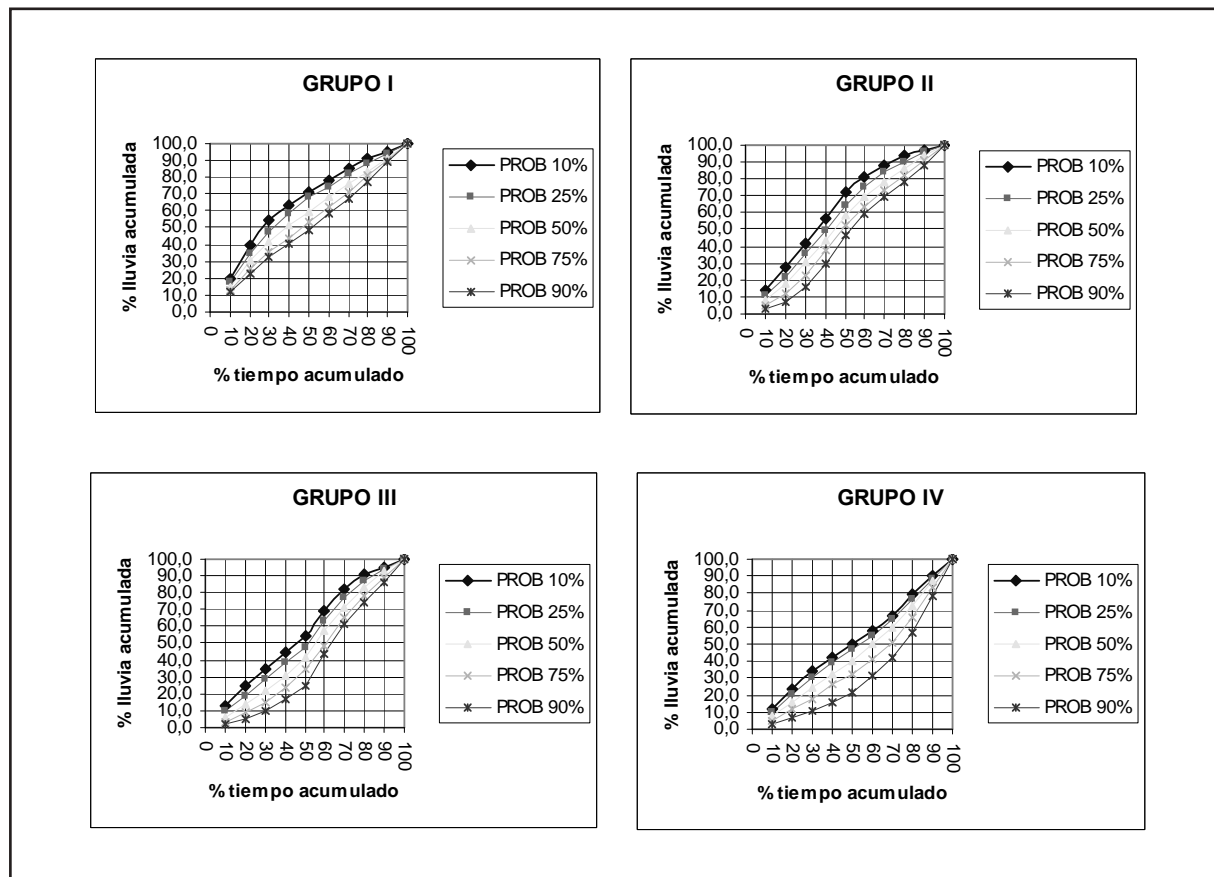 GRUPO I
% lluvia acumulada
100,0
90,0
80,0
70,0
60,0
50,0
40,0
30,0
20,0
10,0
0,0
0 10 20 30 40 50 60 70 80 90 100
% tiempo acumulado
PROB 10%
PROB 25%
PROB 50%
PROB 75%
PROB 90%
GRUPO II
% lluvia acumulada
100,0
90,0
80,0
70,0
60,0
50,0
40,0
30,0
20,0
10,0
0,0
0 10 20 30 40 50 60 70 80 90 100
% tiempo acumulado
PROB 10%
PROB 25%
PROB 50%
PROB 75%
PROB 90%
GRUPO III
% lluvia acumulada
100,0
90,0
80,0
70,0
60,0
50,0
40,0
30,0
20,0
10,0
0,0
0 10 20 30 40 50 60 70 80 90 100
% tiempo acumulado
PROB 10%
PROB 25%
PROB 50%
PROB 75%
PROB 90%
GRUPO IV
% lluvia acumulada
100,0
90,0
80,0
70,0
60,0
50,0
40,0
30,0
20,0
10,0
0,0
0 10 20 30 40 50 60 70 80 90 100
% tiempo acumulado
PROB 10%
PROB 25%
PROB 50%
PROB 75%
PROB 90%